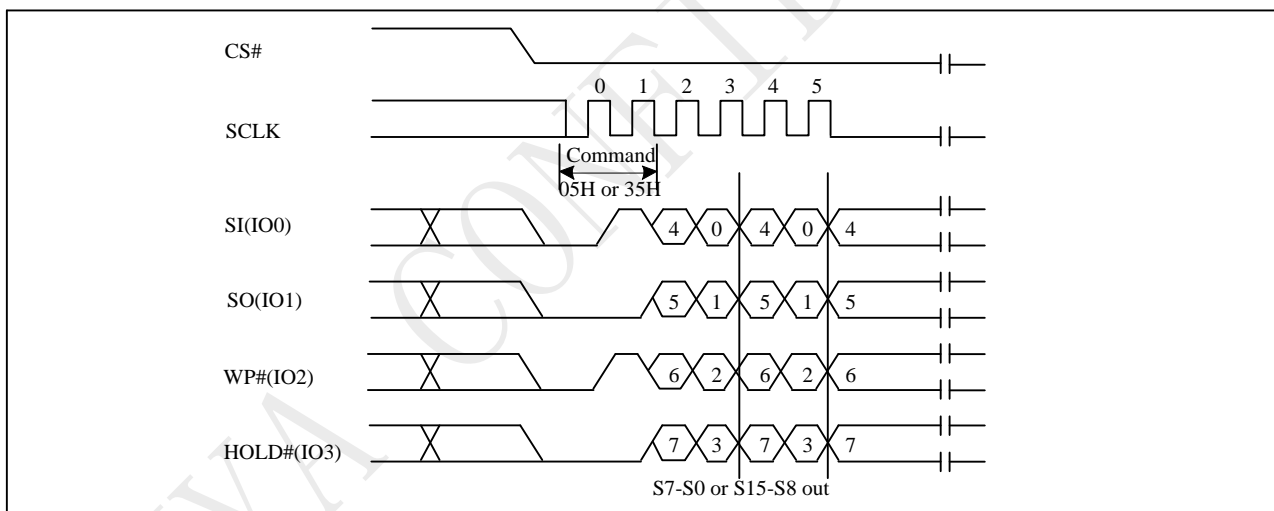 CS#
0 1 2 3 4 5
SCLK
Command
05H or 35H
SI(IO0) 4 0 4 0 4
SO(IO1) 5 1 5 1 5
WP#(IO2) 6 2 6 2 6
HOLD#(IO3) 7 3 7 3 7
S7-S0 or S15-S8 out